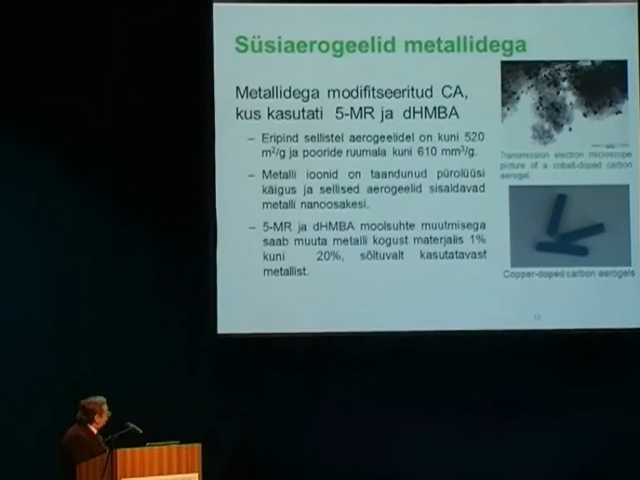 Süsiaerogeelid metallidega
Metallidega modifitseeritud CA,
kus kasutati 5-MR ja dHMBA
– Eripind sellistel aerogeelidel on kuni 520
m²/g ja pooride ruumala kuni 610 mm³/g.
– Metalli ioonid on taandunud pürolüüsi
käigus ja sellised aerogeelid sisaldavad
metalli nanoosakesi.
– 5-MR ja dHMBA moolsuhte muutmisega
saab muuta metalli kogust materjalis 1%
kuni 20%, sõltuvalt kasutatavast
metallist.
Transmission electron microscope
picture of a cobalt-doped carbon
aerogel
Copper-doped carbon aerogels